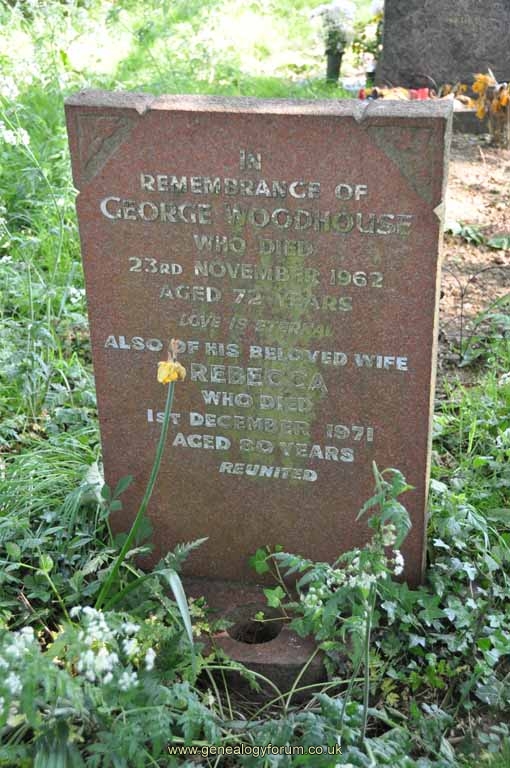 IN
REMEMBRANCE OF
GEORGE WOODHOUSE
WHO DIED
23RD NOVEMBER 1962
AGED 72 YEARS
LOVE IS ETERNAL
ALSO OF HIS BELOVED WIFE
REBECCA
WHO DIED
1ST DECEMBER 1971
AGED 80 YEARS
REUNITED
www.genealogyforum.co.uk